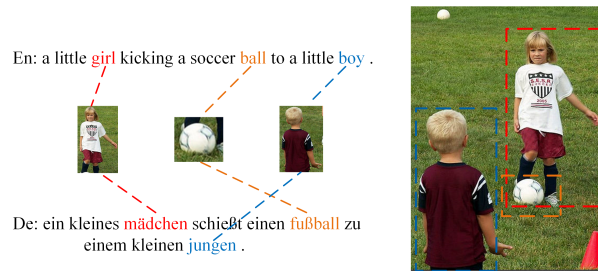 En: a little girl kicking a soccer ball to a little boy .
De: ein kleines mädchen schießt einen fußball zu
einem kleinen jungen .